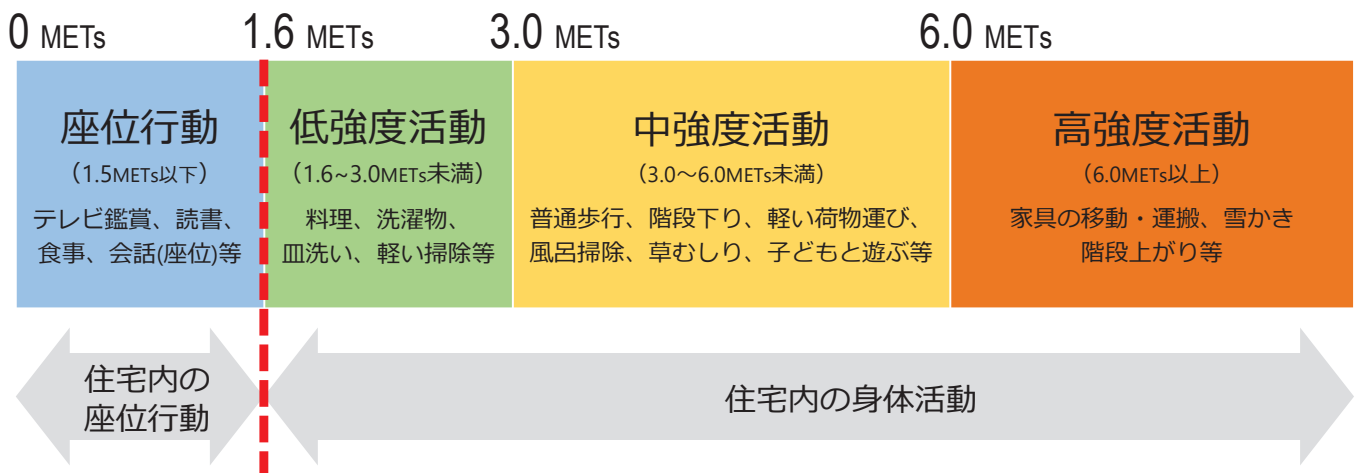 0 METs 1.6 METs 3.0 METs 6.0 METs
座位行動
(1.5METs以下)
テレビ鑑賞、読書、
食事、会話(座位)等
低強度活動
(1.6~3.0METs未満)
料理、洗濯物、
皿洗い、軽い掃除等
中強度活動
(3.0～6.0METs未満)
普通歩行、階段下り、軽い荷物運び、
風呂掃除、草むしり、子どもと遊ぶ等
高強度活動
(6.0METs以上)
家具の移動・運搬、雪かき
階段上がり等
住宅内の
座位行動
住宅内の身体活動